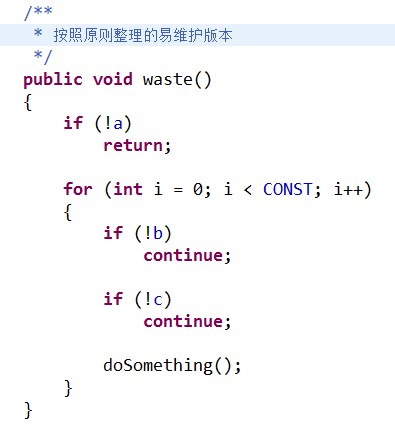 /**
 * 按照原则整理的易维护版本
 */
public void waste()
{
    if (!a)
        return;

    for (int i = 0; i < CONST; i++)
    {
        if (!b)
            continue;

        if (!c)
            continue;

        doSomething();
    }
}